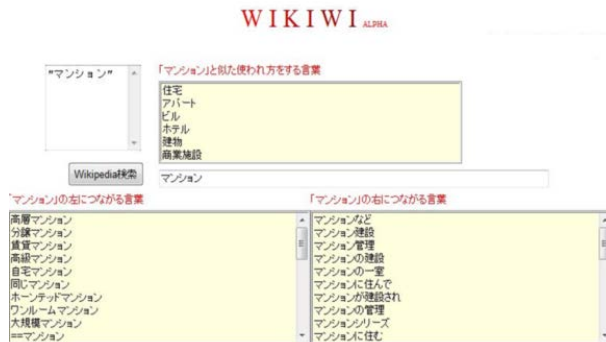 WIKIWI ALPHA
"マンション"
「マンション」と似た使われ方をする言葉
住宅
アパート
ビル
ホテル
建物
商業施設
Wikipedia検索
マンション
「マンション」の左につながる言葉
高層マンション
分譲マンション
賃貸マンション
高級マンション
自宅マンション
同じマンション
ホーンテッドマンション
ワンルームマンション
大規模マンション
==マンション
「マンション」の右につながる言葉
マンションなど
マンション建設
マンション管理
マンションの建設
マンションの一室
マンションに住んで
マンションが建設され
マンションの管理
マンションシリーズ
マンションに住む